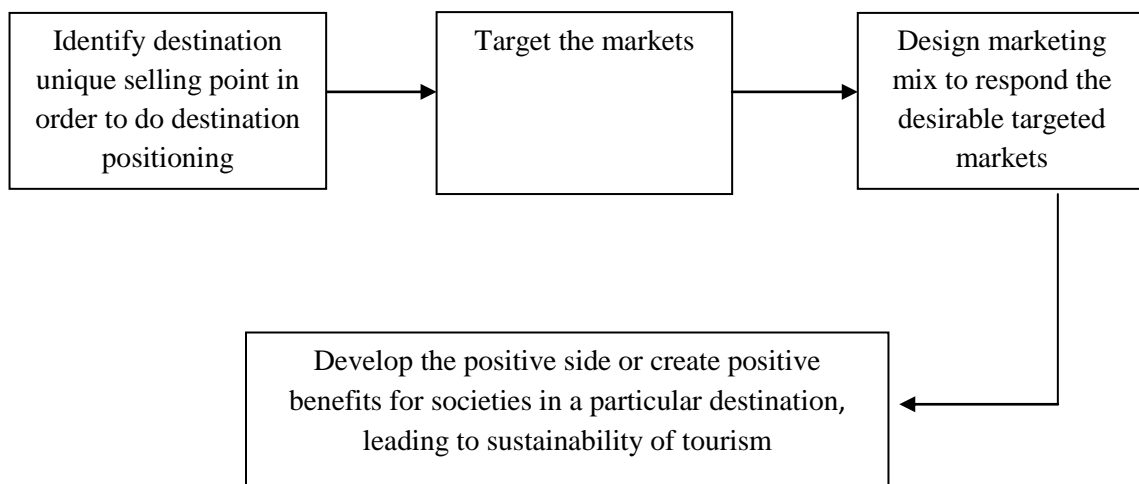 Identify destination
unique selling point in
order to do destination
positioning
Target the markets
Design marketing
mix to respond the
desirable targeted
markets
Develop the positive side or create positive
benefits for societies in a particular destination,
leading to sustainability of tourism